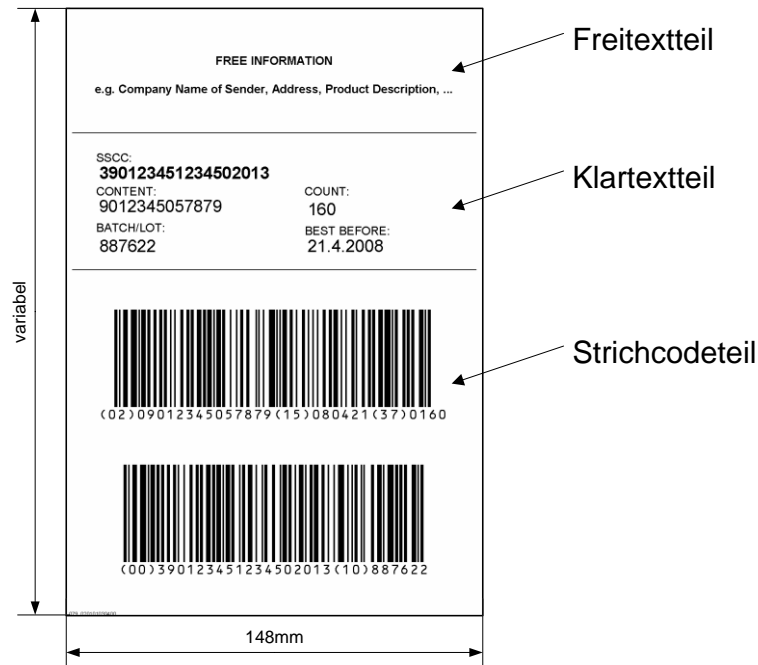 FREE INFORMATION
Freitextteil
e.g. Company Name of Sender, Address, Product Description, ...
SSCC:
390123451234502013
Klartextteil
CONTENT:
COUNT:
9012345057879
160
BATCH/LOT:
BEST BEFORE:
887622
21.4.2008
variabel
Strichcodeteil
(02)09012345057879(15)080421(37)0160
(00)390123451234502013(10)887622
148mm